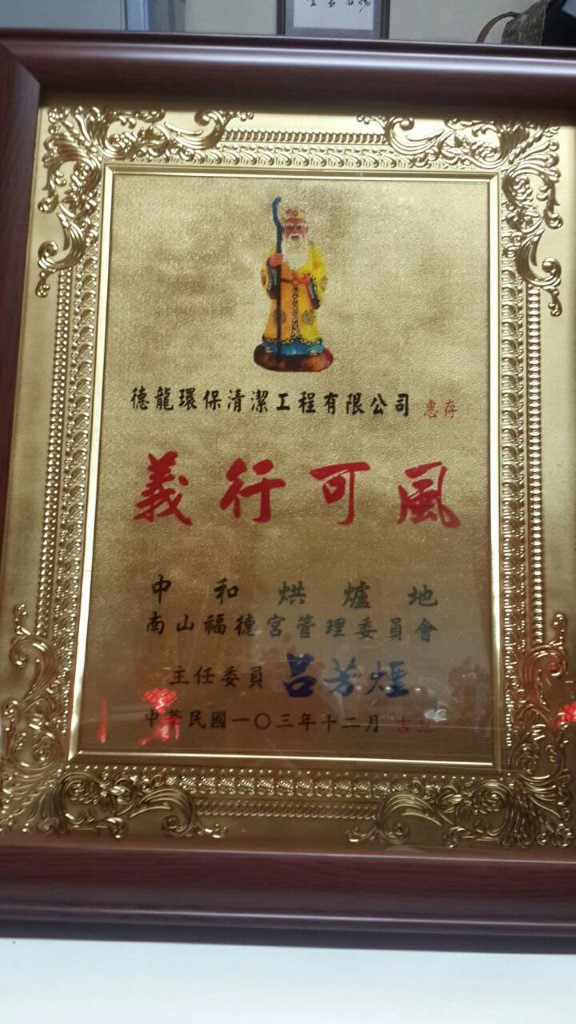 德龍環保清潔工程有限公司 惠存
義行可風
中和烘爐地
南山福德宮管理委員會
主任委員 呂芳煙
中華民國一〇三年十二月 吉